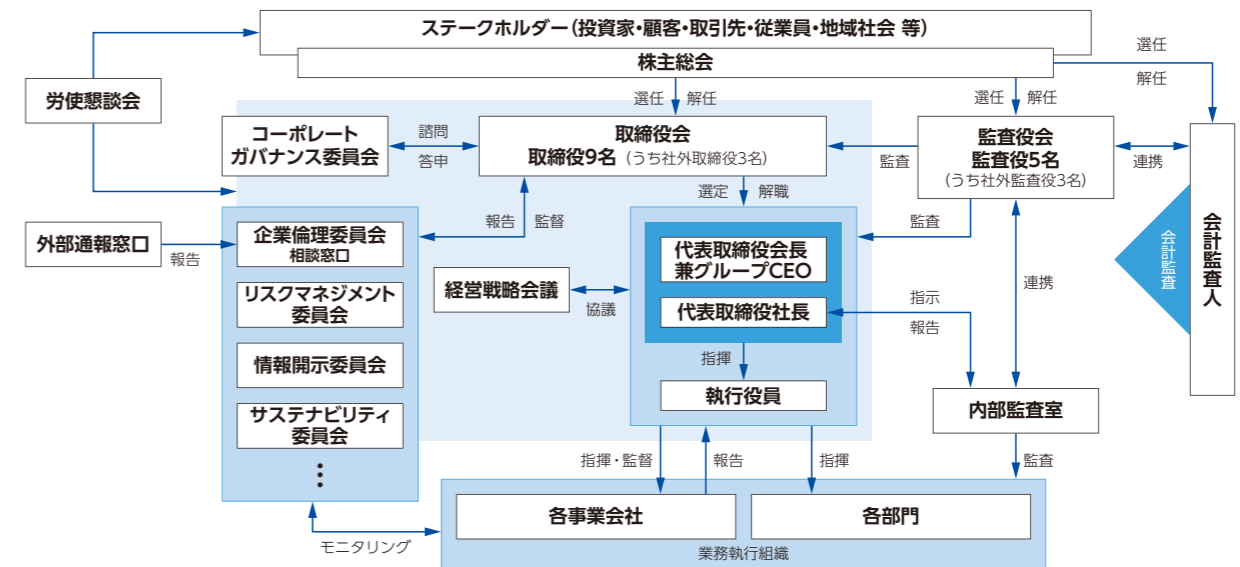 ステークホルダー（投資家・顧客・取引先・従業員・地域社会 等）
株主総会
選任
解任
労使懇談会
選任 解任
選任 解任
コーポレート
ガバナンス委員会
諮問
答申
取締役会
取締役9名（うち社外取締役3名）
監査
監査役会
監査役5名
（うち社外監査役3名）
連携
会計監査人
会計監査
選定 解職
報告 監督
監査
外部通報窓口
報告
企業倫理委員会
相談窓口
リスクマネジメント
委員会
情報開示委員会
サステナビリティ
委員会
経営戦略会議
協議
代表取締役会長
兼グループCEO
代表取締役社長
指示
報告
連携
指揮
執行役員
内部監査室
指揮・監督
報告
指揮
監査
各事業会社
各部門
業務執行組織
モニタリング